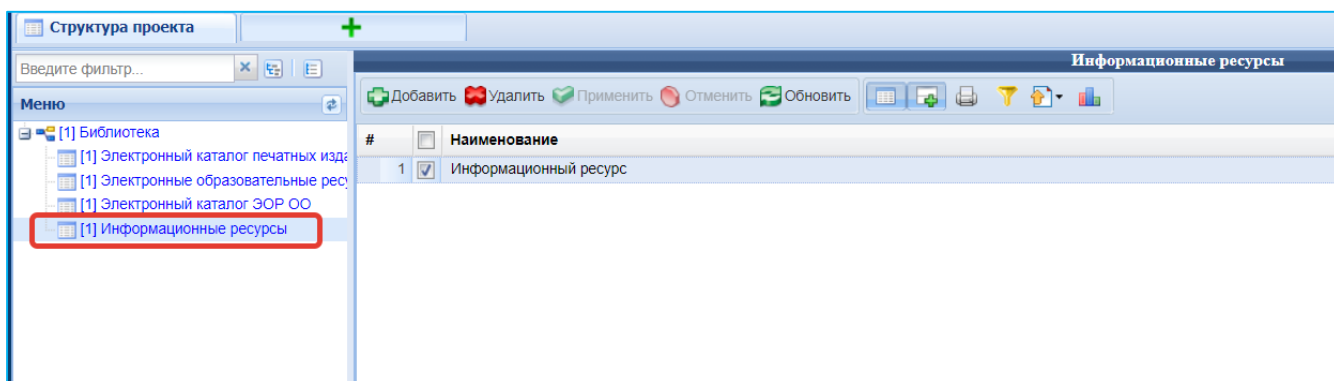 Структура проекта
Введите фильтр...
Информационные ресурсы
Меню
Добавить Удалить Применить Отменить Обновить
[1] Библиотека
# Наименование
[1] Электронный каталог печатных изда
1 Информационный ресурс
[1] Электронные образовательные ресу
[1] Электронный каталог ЭОР ОО
[1] Информационные ресурсы